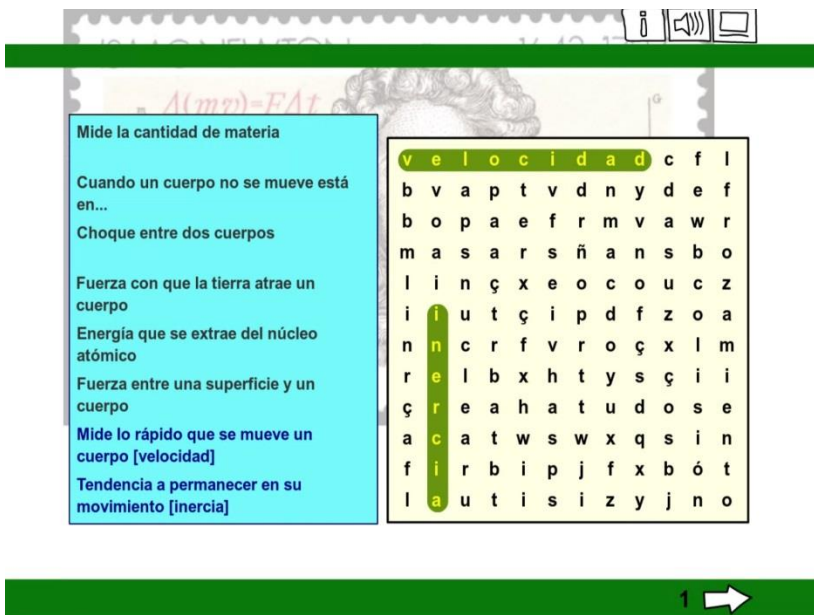 Δ(mv)=FΔt
G
Mide la cantidad de materia
Cuando un cuerpo no se mueve está
en...
Choque entre dos cuerpos
Fuerza con que la tierra atrae un
cuerpo
Energía que se extrae del núcleo
atómico
Fuerza entre una superficie y un
cuerpo
Mide lo rápido que se mueve un
cuerpo [velocidad]
Tendencia a permanecer en su
movimiento [inercia]
v e l o c i d a d c f l
b v a p t v d n y d e f
b o p a e f r m v a w r
m a s a r s ñ a n s b o
l i n ç x e o c o u c z
i i u t ç i p d f z o a
n n c r f v r o ç x l m
r e l b x h t y s ç i i
ç r e a h a t u d o s e
a c a t w s w x q s i n
f i r b i p j f x b ó t
l a u t i s i z y j n o
1